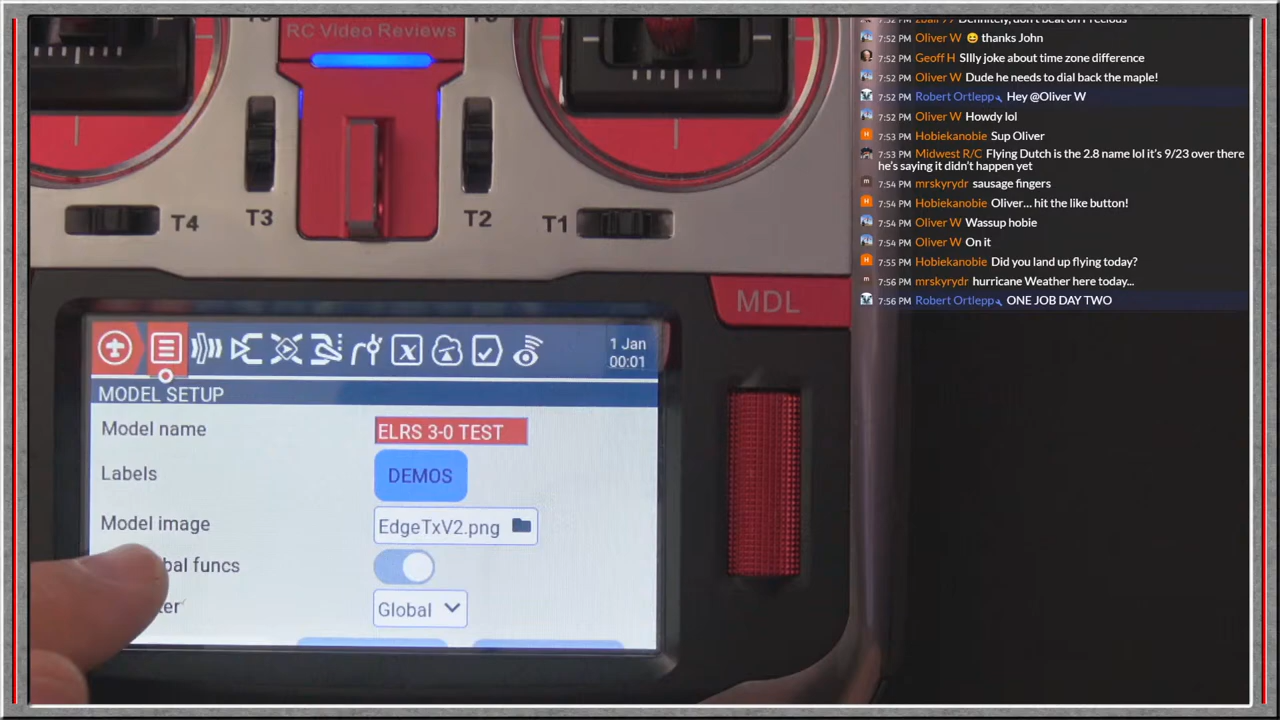 RC Video Reviews
T4
T3
T2
T1
MDL
1 Jan
00:01
MODEL SETUP
Model name
ELRS 3-0 TEST
Labels
DEMOS
Model image
EdgeTxV2.png
bal funcs
ter
Global
7:52 PM Oliver W 😄 thanks John
7:52 PM Geoff H SIlly joke about time zone difference
7:52 PM Oliver W Dude he needs to dial back the maple!
7:52 PM Robert Ortlepp Hey @Oliver W
7:52 PM Oliver W Howdy lol
7:53 PM Hobiekanobie Sup Oliver
7:53 PM Midwest R/C Flying Dutch is the 2.8 name lol it's 9/23 over there
he's saying it didn't happen yet
7:54 PM mrskyrydr sausage fingers
7:54 PM Hobiekanobie Oliver... hit the like button!
7:54 PM Oliver W Wassup hobie
7:54 PM Oliver W On it
7:55 PM Hobiekanobie Did you land up flying today?
7:56 PM mrskyrydr hurricane Weather here today...
7:56 PM Robert Ortlepp ONE JOB DAY TWO